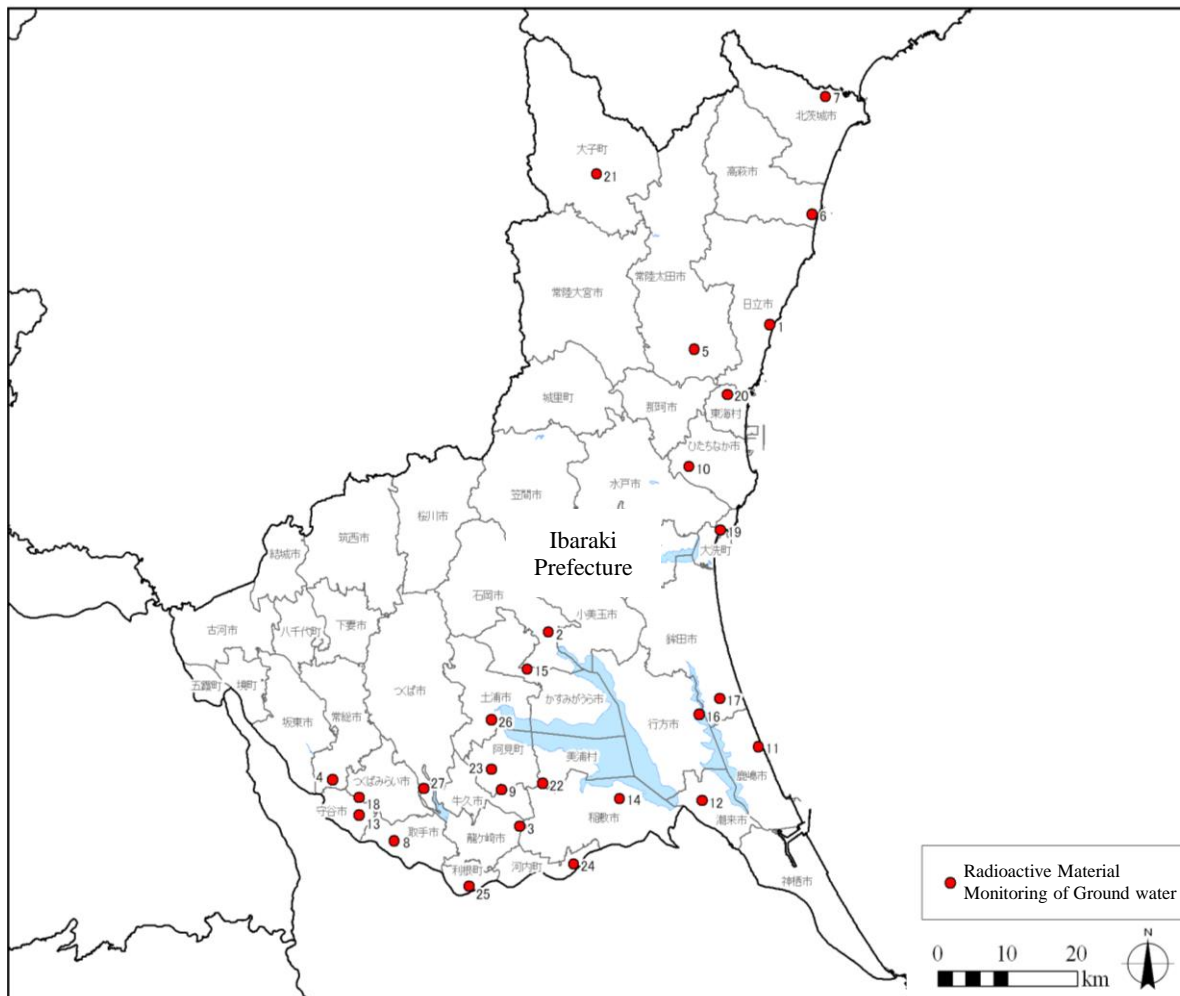 7
北茨城市
大子町
21
高萩市
6
常陸太田市
常陸大宮市
日立市
1
5
20
城里町
那珂市
東海村
ひたちなか市
10
水戸市
笠間市
桜川市
筑西市
19
大洗町
結城市
Ibaraki
Prefecture
石岡市
小美玉市
古河市
八千代町
下妻市
2
鉾田市
15
五霞町
境町
つくば市
土浦市
かすみがうら市
17
坂東市
常総市
行方市
16
26
阿見町
美浦村
11
23
22
鹿嶋市
4
つくばみらい市
27
牛久市
9
14
12
18
守谷市
13
稲敷市
潮来市
取手市
8
龍ケ崎市
3
利根町
河内町
24
神栖市
25
Radioactive Material
Monitoring of Ground water
N
0 10 20
km